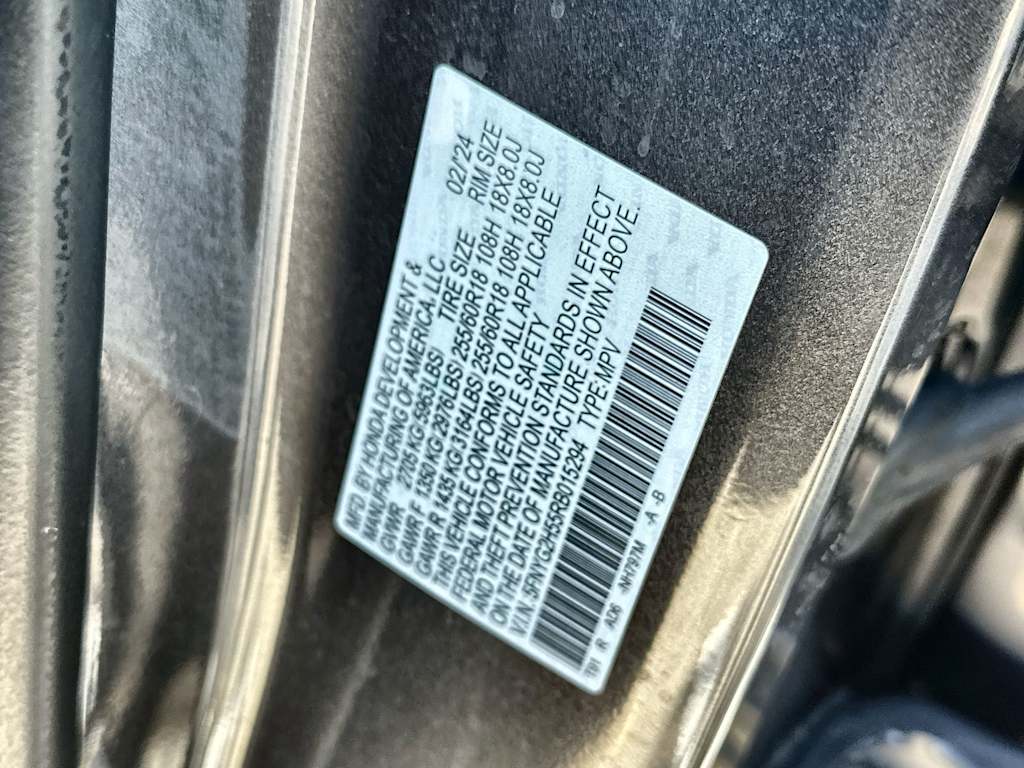 MFD. BY HONDA DEVELOPMENT & 02/'24
MANUFACTURING OF AMERICA, LLC
GVWR 2705 KG(5963LBS) TIRE SIZE RIM SIZE
GAWR F 1350 KG(2976LBS) 255/60R18 108H 18X8.0J
GAWR R 1435 KG(3164LBS) 255/60R18 108H 18X8.0J
THIS VEHICLE CONFORMS TO ALL APPLICABLE
FEDERAL MOTOR VEHICLE SAFETY
AND THEFT PREVENTION STANDARDS IN EFFECT
ON THE DATE OF MANUFACTURE SHOWN ABOVE.
V.I.N. 5FNYG2H55RB015294 TYPE:MPV
T91 R AD6 -NH797M -A -B